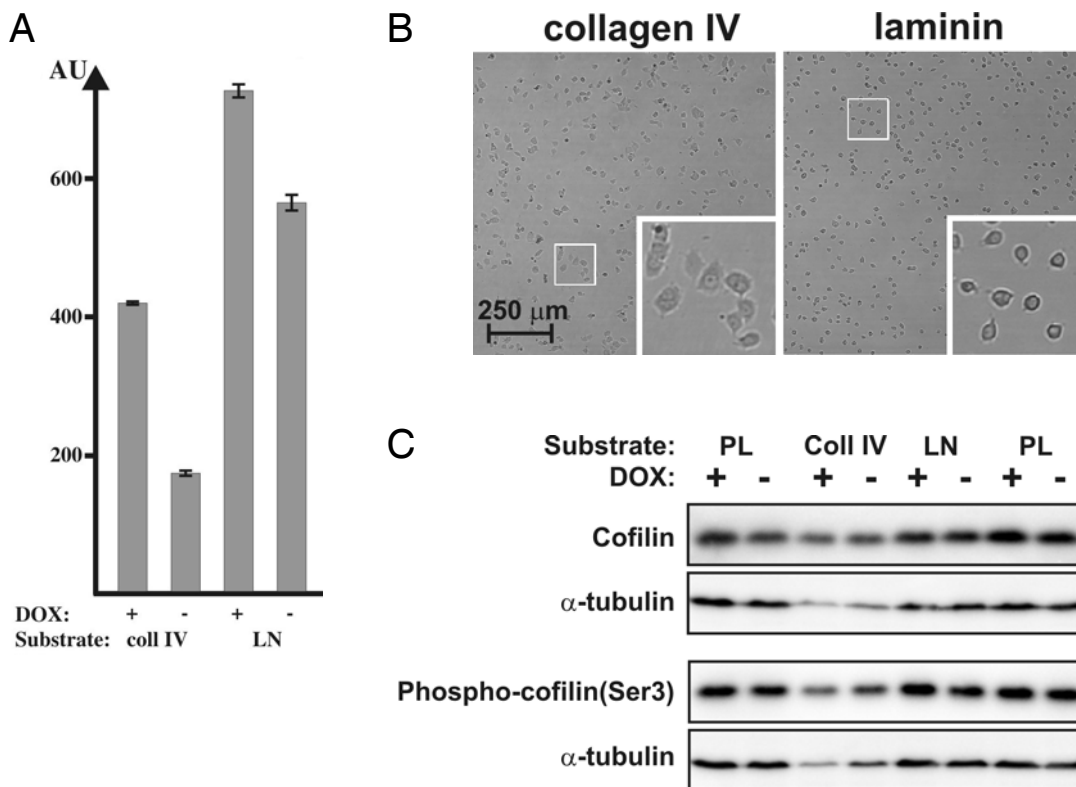 A
AU
600
400
200
DOX: + - + -
Substrate: coll IV LN
B
collagen IV laminin
250 μm
C
Substrate: PL Coll IV LN PL
DOX: + - + - + - + -
Cofilin
α-tubulin
Phospho-cofilin(Ser3)
α-tubulin